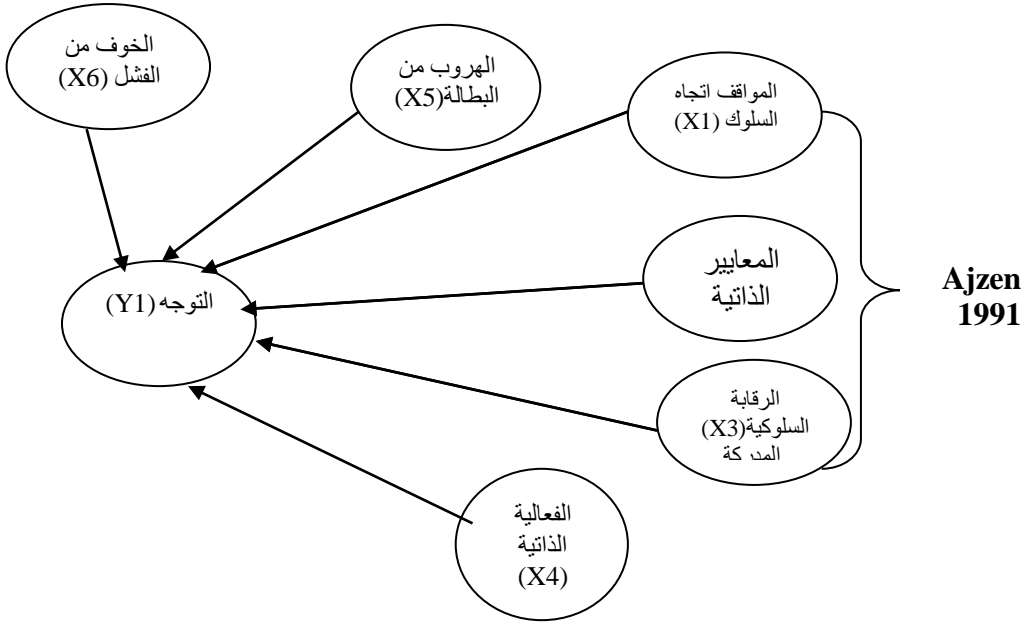 الخوف من
الفشل (X6)
الهروب من
البطالة(X5)
المواقف اتجاه
السلوك (X1)
المعايير
الذاتية
Ajzen
1991
التوجه (Y1)
الرقابة
السلوكية(X3)
المدركة
الفعالية
الذاتية
(X4)